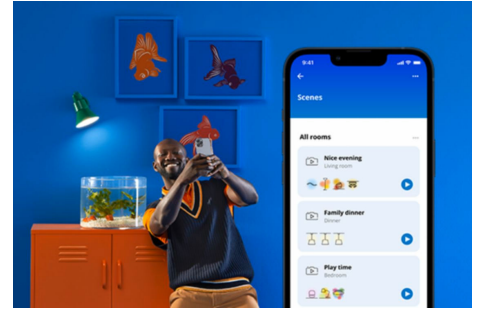 9:41
Scenes
All rooms
Nice evening
Living room
Family dinner
Dinner
Play time
Bedroom